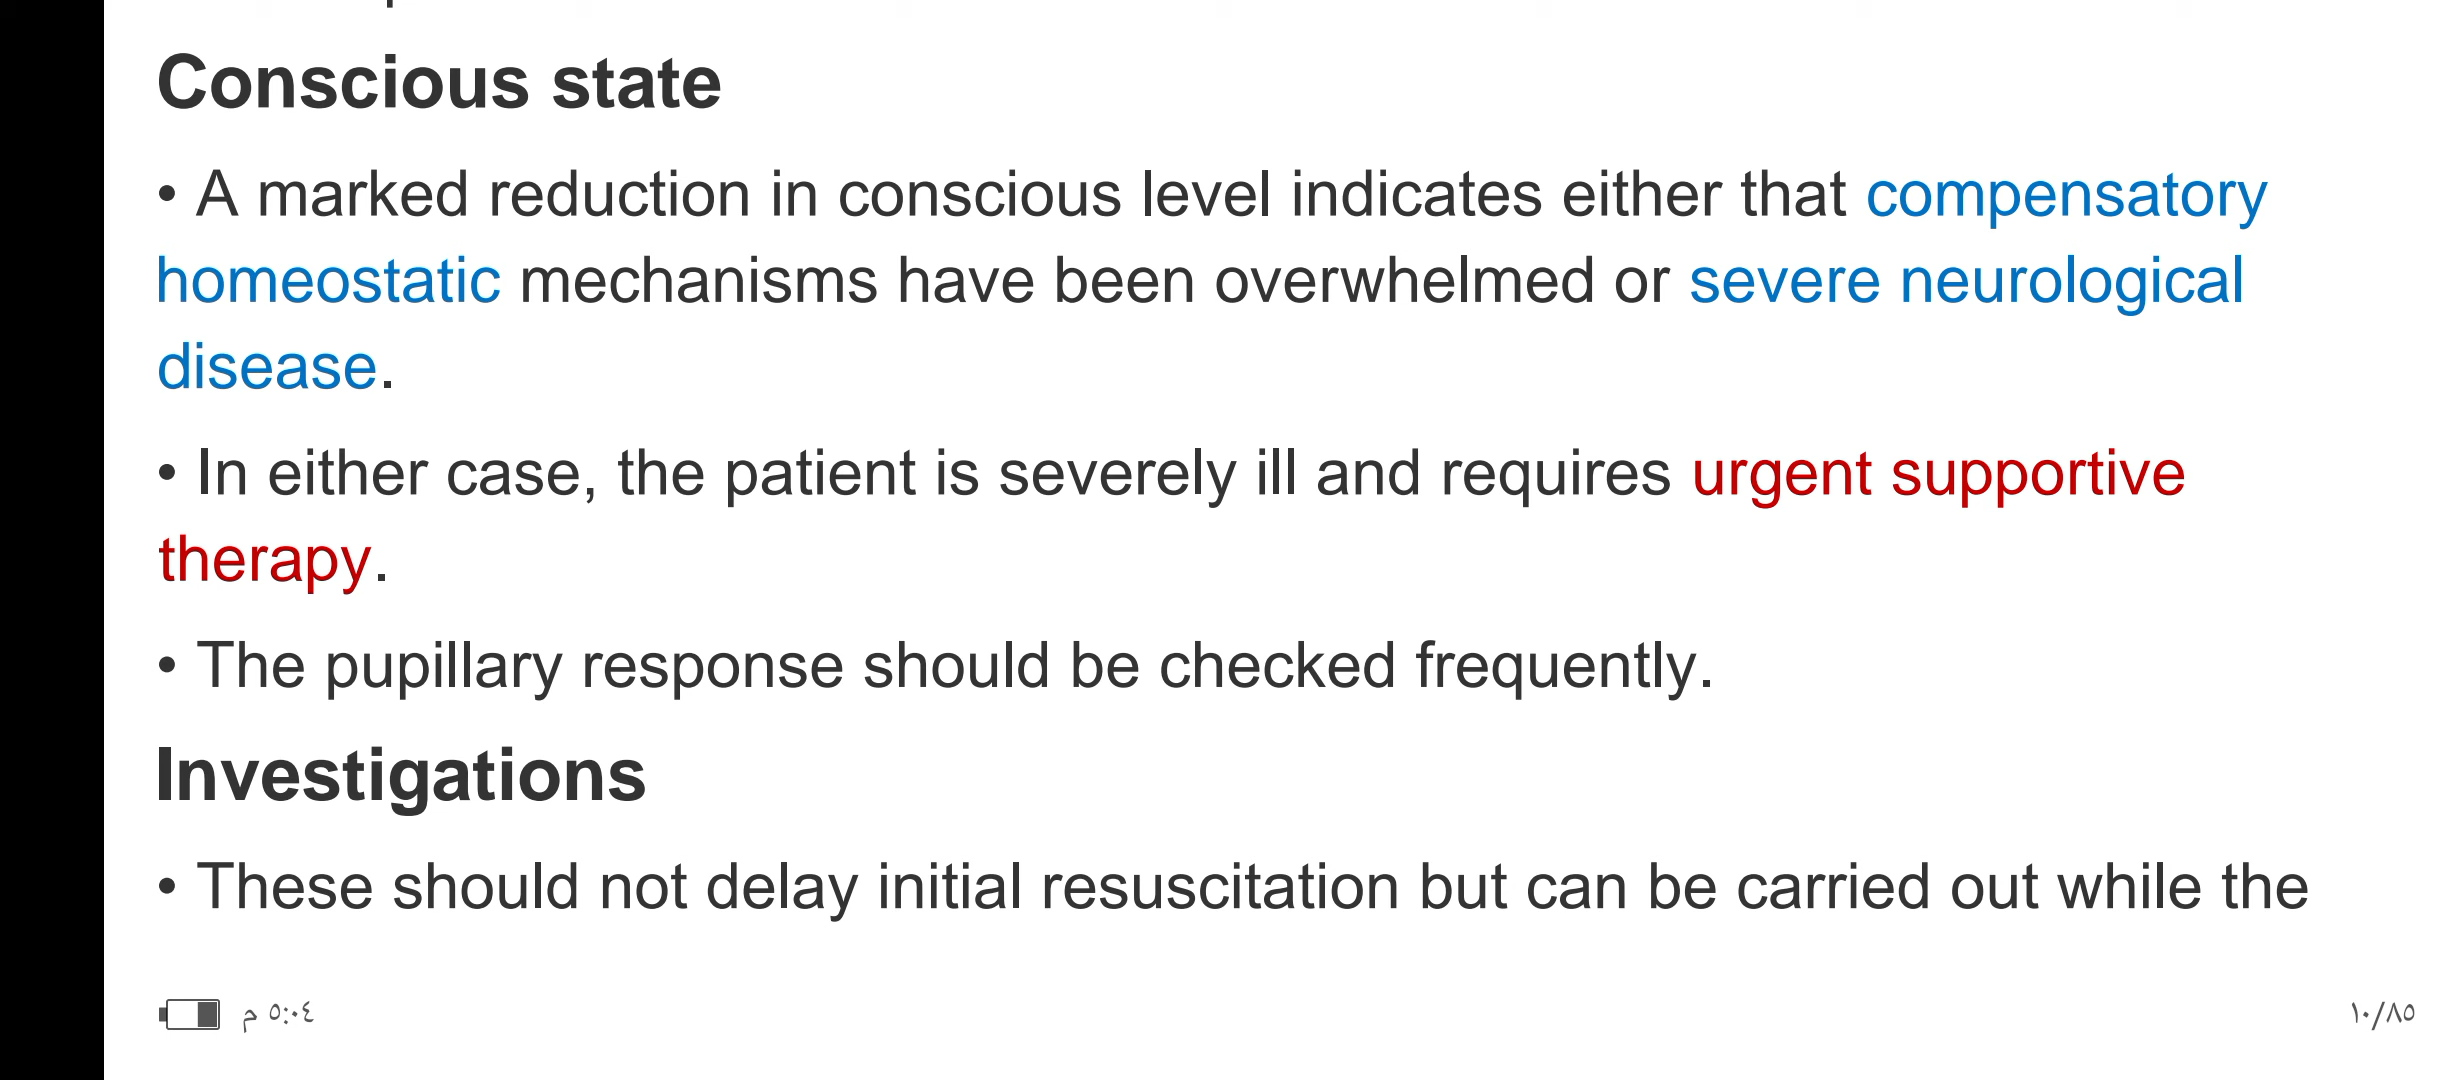 Conscious state
• A marked reduction in conscious level indicates either that compensatory
homeostatic mechanisms have been overwhelmed or severe neurological
disease.
• In either case, the patient is severely ill and requires urgent supportive
therapy.
• The pupillary response should be checked frequently.
Investigations
• These should not delay initial resuscitation but can be carried out while the
٥:٠٤ م
١٠/٨٥